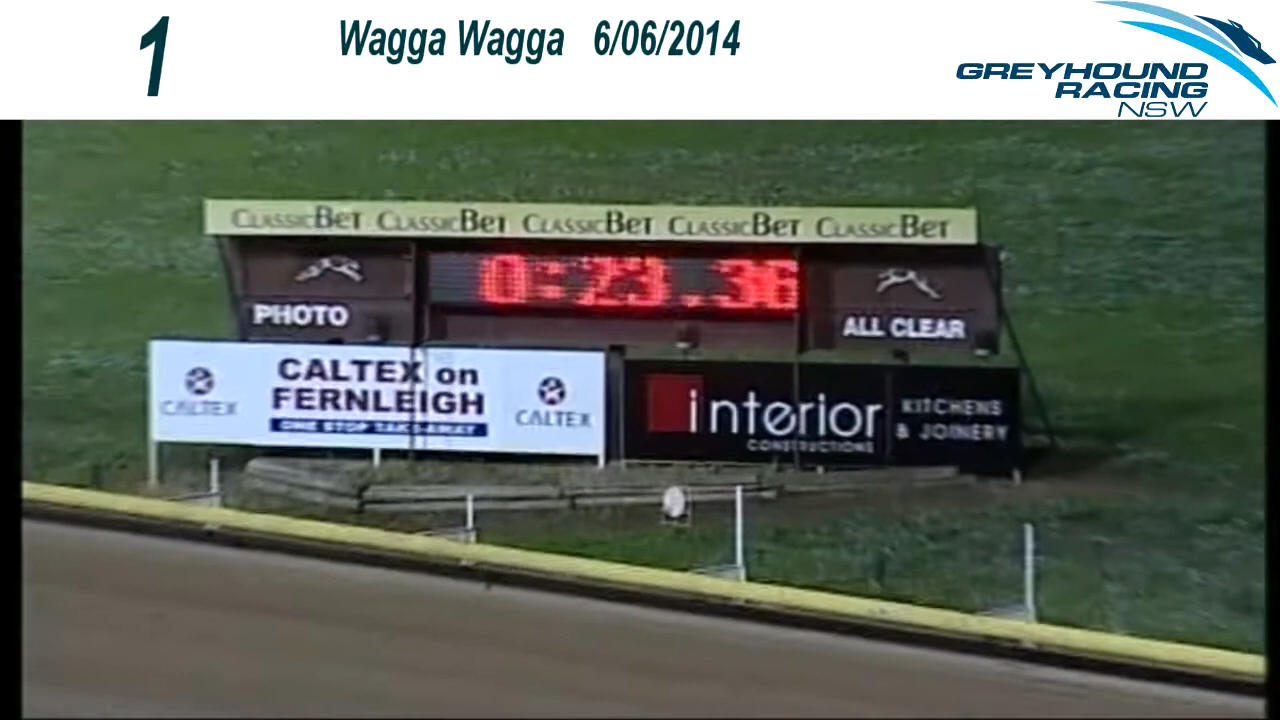 1
Wagga Wagga 6/06/2014
GREYHOUND
RACING
NSW
CLASSICBET CLASSICBET CLASSICBET CLASSICBET CLASSICBET
0:23.36
PHOTO
ALL CLEAR
CALTEX
CALTEX on
FERNLEIGH
ONE STOP TAKE-AWAY
CALTEX
interior
CONSTRUCTIONS
KITCHENS
& JOINERY